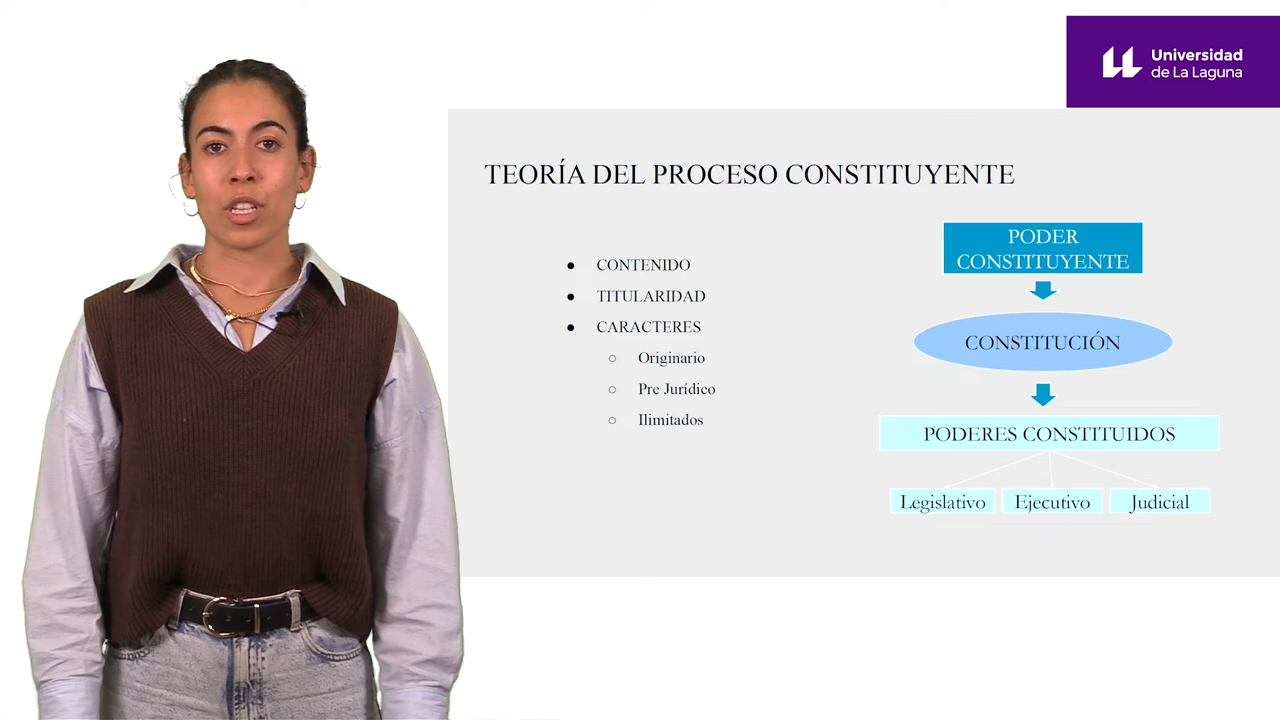 Universidad
de La Laguna
TEORÍA DEL PROCESO CONSTITUYENTE
● CONTENIDO
● TITULARIDAD
● CARACTERES
○ Originario
○ Pre Jurídico
○ Ilimitados
PODER
CONSTITUYENTE
CONSTITUCIÓN
PODERES CONSTITUIDOS
Legislativo
Ejecutivo
Judicial